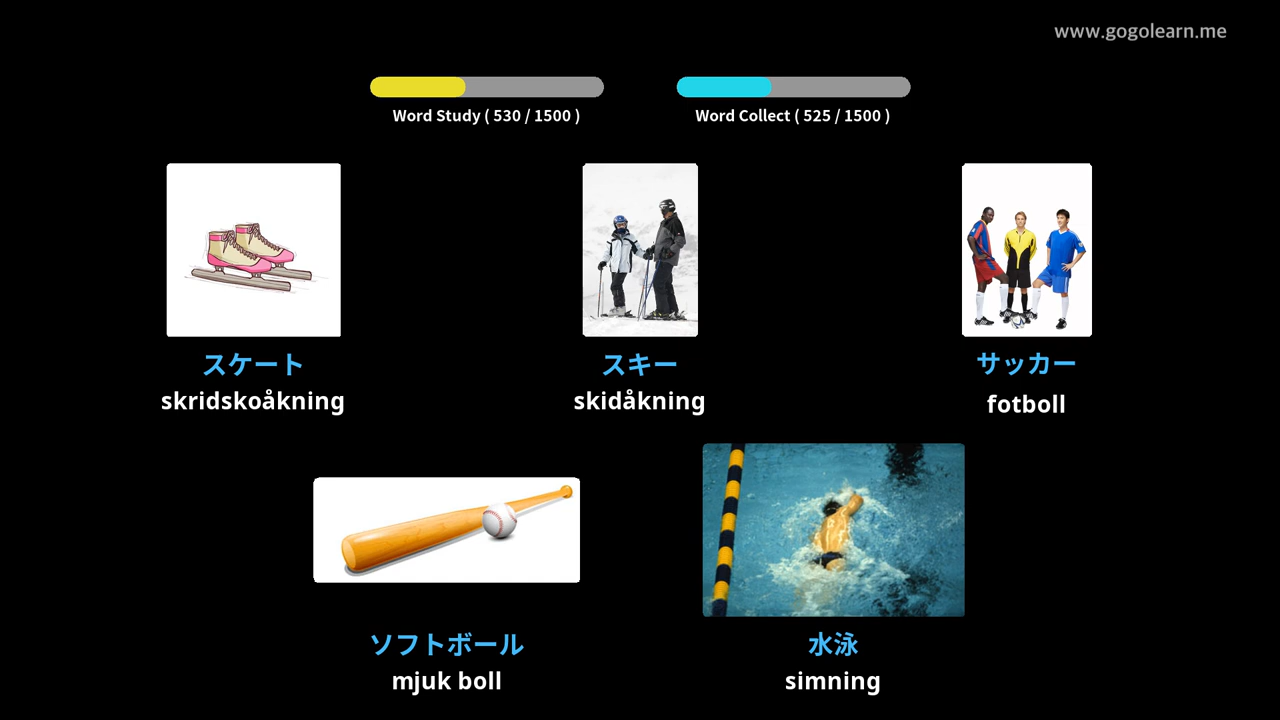 www.gogolearn.me
Word Study ( 530 / 1500 )
Word Collect ( 525 / 1500 )
スケート
skridskoåkning
スキー
skidåkning
サッカー
fotboll
ソフトボール
mjuk boll
水泳
simning